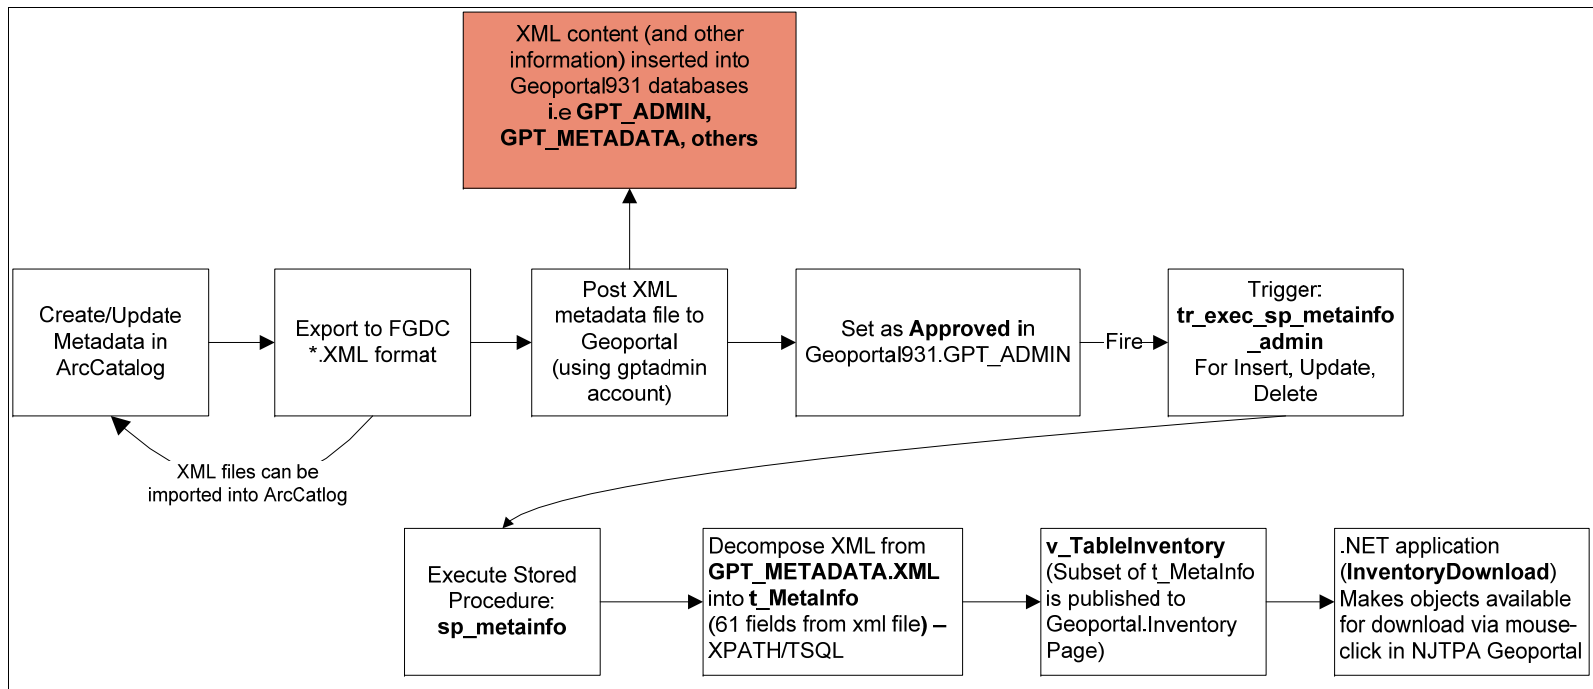 XML content (and other
information) inserted into
Geoportal931 databases
i.e GPT_ADMIN,
GPT_METADATA, others
Create/Update
Metadata in
ArcCatalog
Export to FGDC
*.XML format
Post XML
metadata file to
Geoportal
(using gptadmin
account)
Set as Approved in
Geoportal931.GPT_ADMIN
Fire
Trigger:
tr_exec_sp_metainfo
_admin
For Insert, Update,
Delete
XML files can be
imported into ArcCatlog
Execute Stored
Procedure:
sp_metainfo
Decompose XML from
GPT_METADATA.XML
into t_MetaInfo
(61 fields from xml file) –
XPATH/TSQL
v_TableInventory
(Subset of t_MetaInfo
is published to
Geoportal.Inventory
Page)
.NET application
(InventoryDownload)
Makes objects available
for download via mouse-
click in NJTPA Geoportal